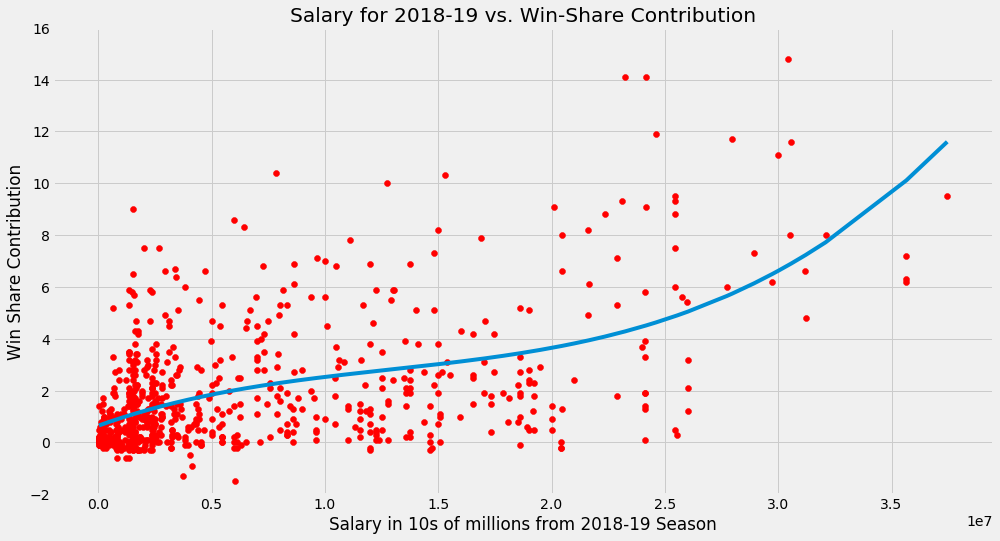 Salary for 2018-19 vs. Win-Share Contribution
16
14
12
10
8
6
4
2
0
−2
Win Share Contribution
0.0 0.5 1.0 1.5 2.0 2.5 3.0 3.5
1e7
Salary in 10s of millions from 2018-19 Season